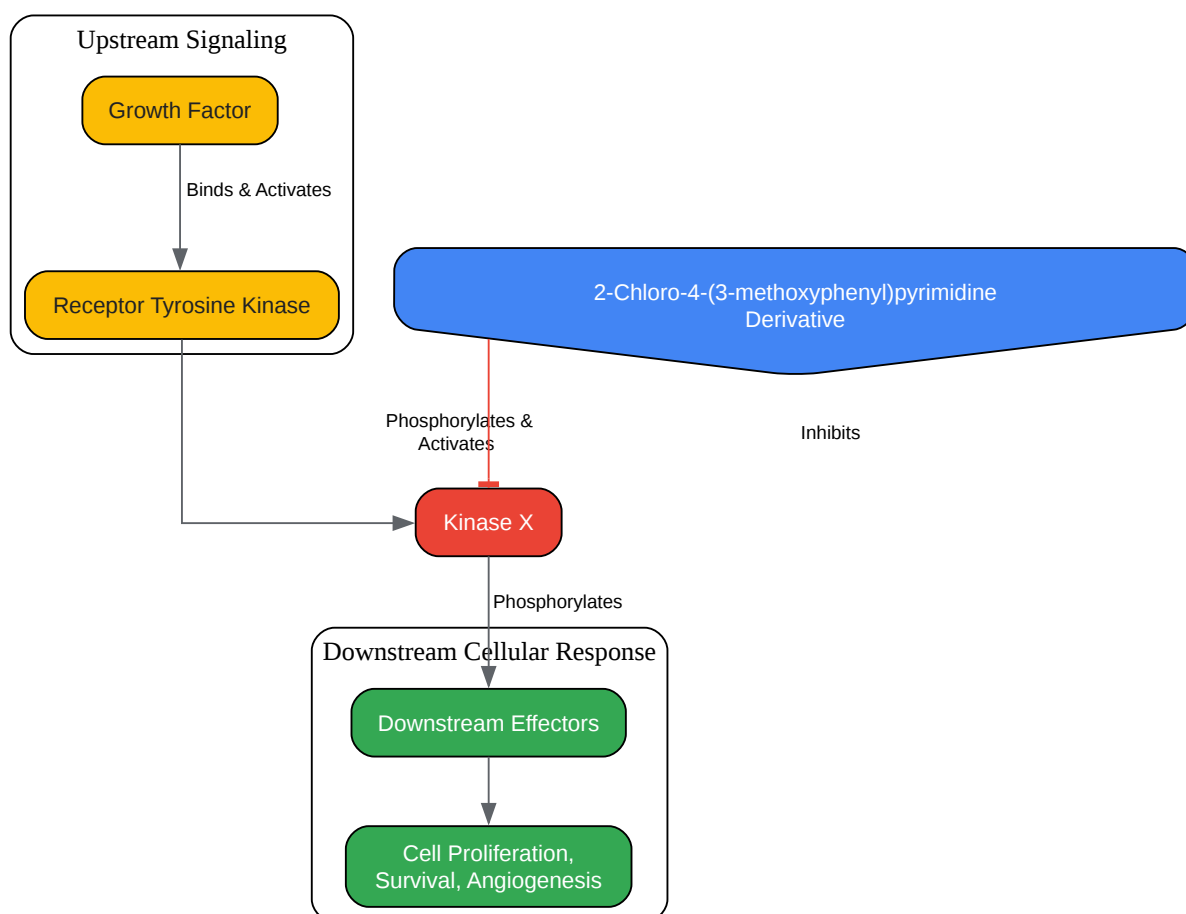 Upstream Signaling
Growth Factor
Binds & Activates
Receptor Tyrosine Kinase
2-Chloro-4-(3-methoxyphenyl)pyrimidine
Derivative
Phosphorylates &
Activates
Inhibits
Kinase X
Phosphorylates
Downstream Cellular Response
Downstream Effectors
Cell Proliferation,
Survival, Angiogenesis